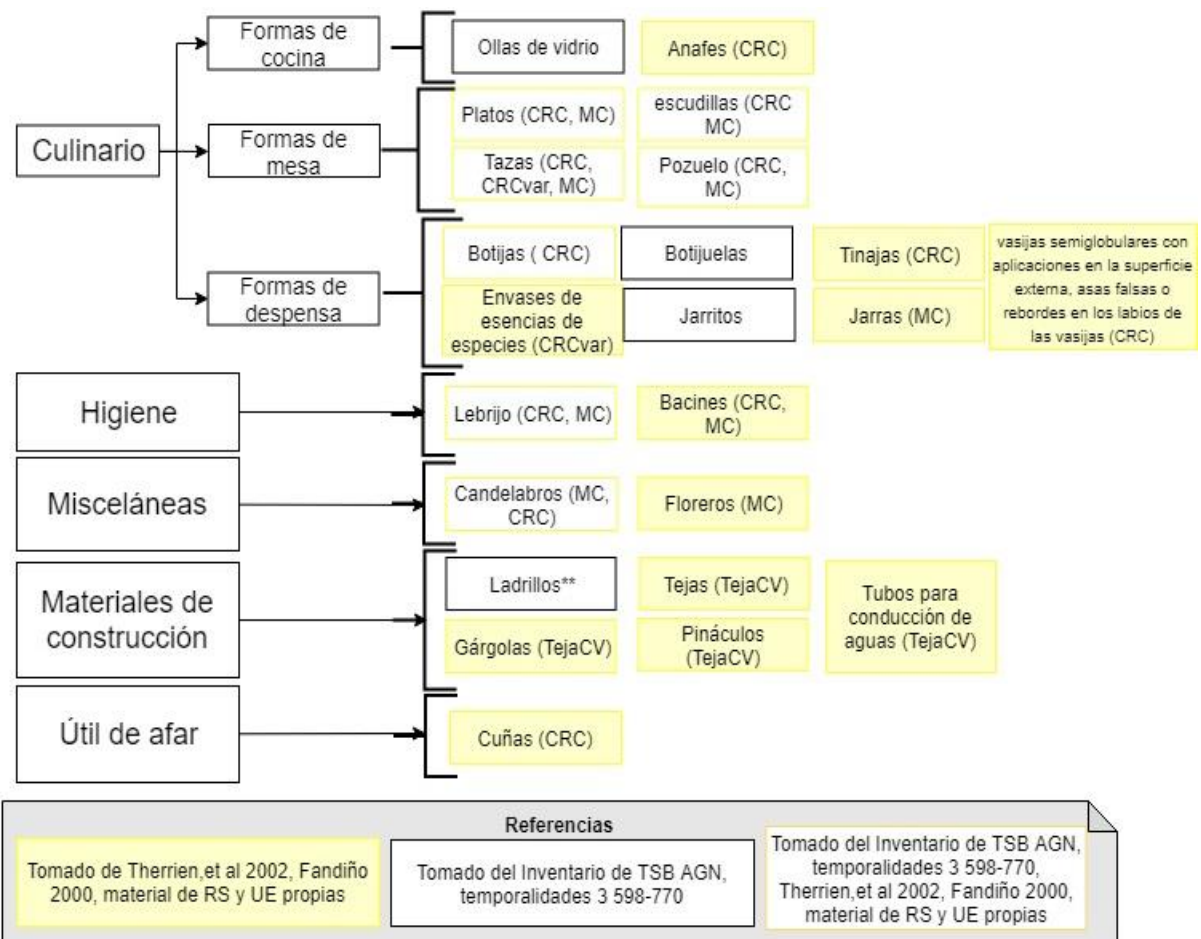 Formas de
cocina
Ollas de vidrio
Anafes (CRC)
Culinario
Formas de
mesa
Platos (CRC, MC)
escudillas (CRC
MC)
Tazas (CRC,
CRCvar, MC)
Pozuelo (CRC,
MC)
Formas de
despensa
Botijas ( CRC)
Botijuelas
Tinajas (CRC)
vasijas semiglobulares con
aplicaciones en la superficie
externa, asas falsas o
rebordes en los labios de
las vasijas (CRC)
Envases de
esencias de
especies (CRCvar)
Jarritos
Jarras (MC)
Higiene
Lebrijo (CRC, MC)
Bacines (CRC,
MC)
Misceláneas
Candelabros (MC,
CRC)
Floreros (MC)
Materiales de
construcción
Ladrillos**
Tejas (TejaCV)
Tubos para
conducción de
aguas (TejaCV)
Gárgolas (TejaCV)
Pináculos
(TejaCV)
Útil de afar
Cuñas (CRC)
Referencias
Tomado de Therrien,et al 2002, Fandiño
2000, material de RS y UE propias
Tomado del Inventario de TSB AGN,
temporalidades 3 598-770
Tomado del Inventario de TSB AGN,
temporalidades 3 598-770,
Therrien,et al 2002, Fandiño 2000,
material de RS y UE propias